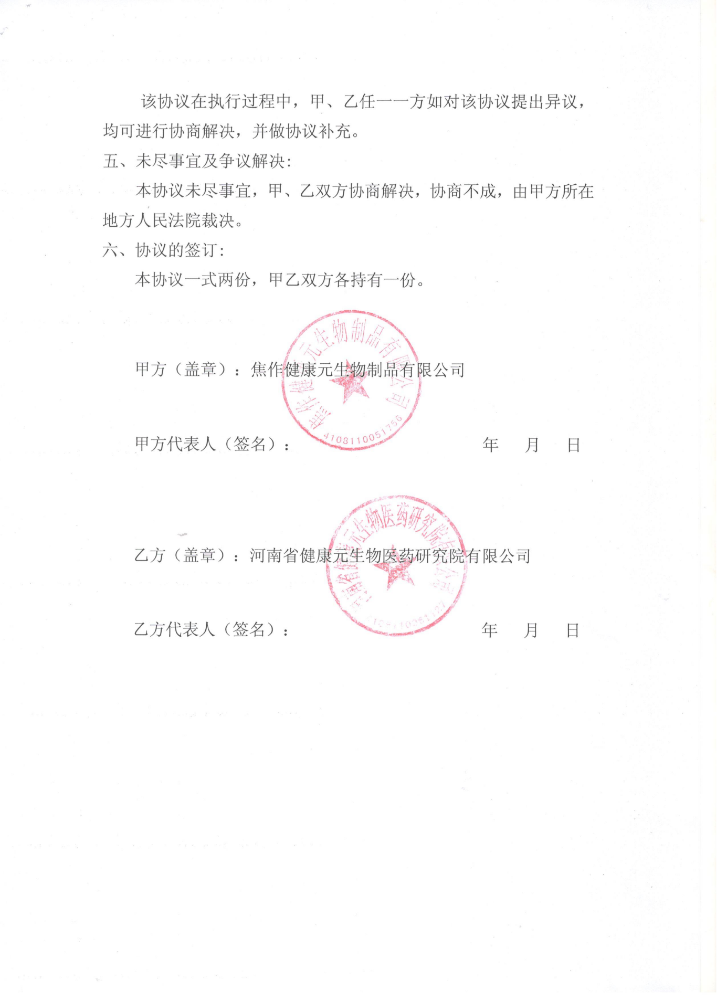 该协议在执行过程中，甲、乙任一一方如对该协议提出异议，
均可进行协商解决，并做协议补充。
五、未尽事宜及争议解决:
本协议未尽事宜，甲、乙双方协商解决，协商不成，由甲方所在
地方人民法院裁决。
六、协议的签订:
本协议一式两份，甲乙双方各持有一份。
焦作健康元生物制品有限公司
甲方（盖章）：焦作健康元生物制品有限公司
4108110051756
甲方代表人（签名）： 年 月 日
河南省健康元生物医药研究院有限公司
乙方（盖章）：河南省健康元生物医药研究院有限公司
乙方代表人（签名）： 年 月 日